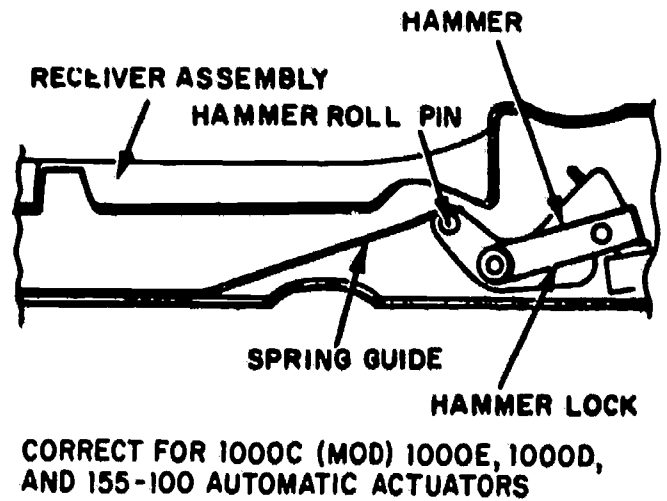 HAMMER
RECEIVER ASSEMBLY
HAMMER ROLL PIN
SPRING GUIDE
HAMMER LOCK
CORRECT FOR 1000C (MOD) 1000E, 1000D,
AND 155-100 AUTOMATIC ACTUATORS